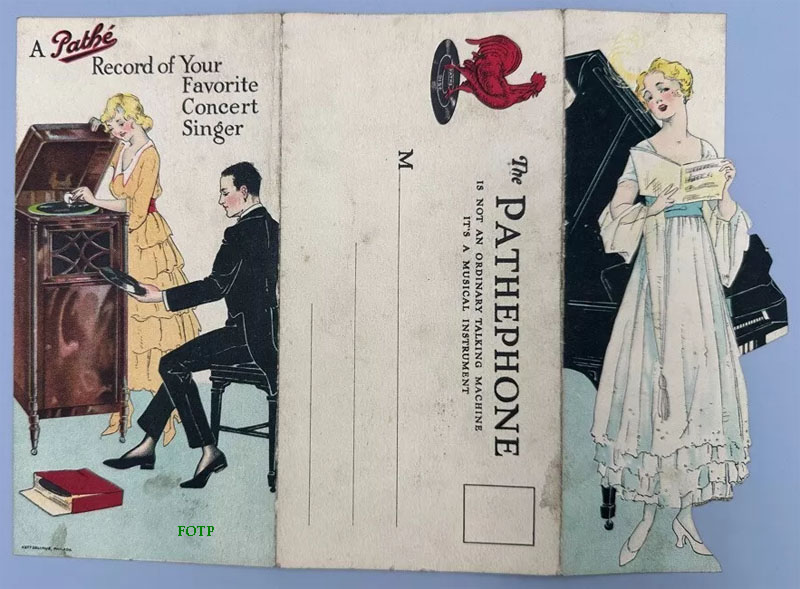 A Pathé
Record of Your
Favorite
Concert
Singer
M
The PATHEPHONE
IS NOT AN ORDINARY TALKING MACHINE
IT'S A MUSICAL INSTRUMENT
FOTP